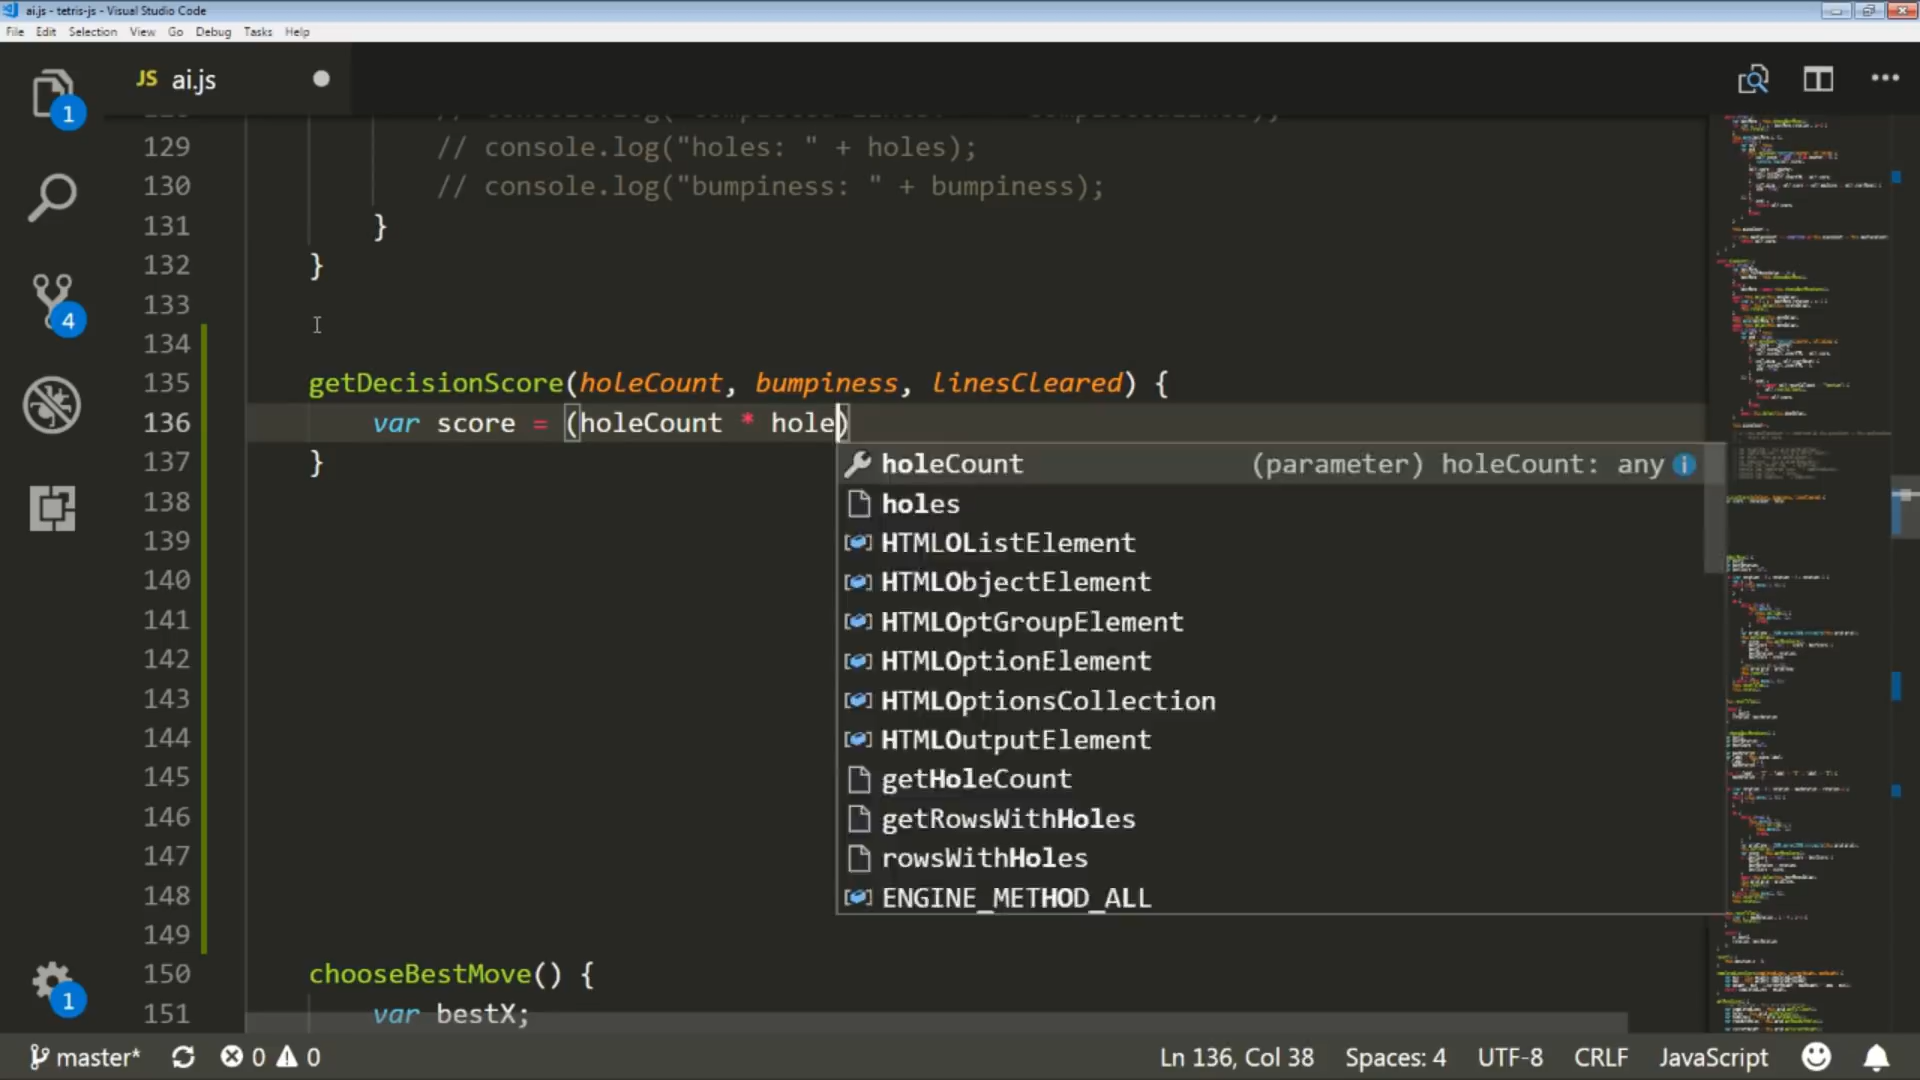 ai.js - tetris-js - Visual Studio Code
File Edit Selection View Go Debug Tasks Help
JS ai.js
129 // console.log("holes: " + holes);
130 // console.log("bumpiness: " + bumpiness);
131 }
132 }
133
134
135 getDecisionScore(holeCount, bumpiness, linesCleared) {
136 var score = (holeCount * hole)
137 }
holeCount (parameter) holeCount: any
138 holes
139 HTMLOListElement
140 HTMLObjectElement
141 HTMLOptGroupElement
142 HTMLOptionElement
143 HTMLOptionsCollection
144 HTMLOutputElement
145 getHoleCount
146 getRowsWithHoles
147 rowsWithHoles
148 ENGINE_METHOD_ALL
149
150 chooseBestMove() {
151 var bestX;
1
4
1
master* 0 0 Ln 136, Col 38 Spaces: 4 UTF-8 CRLF JavaScript